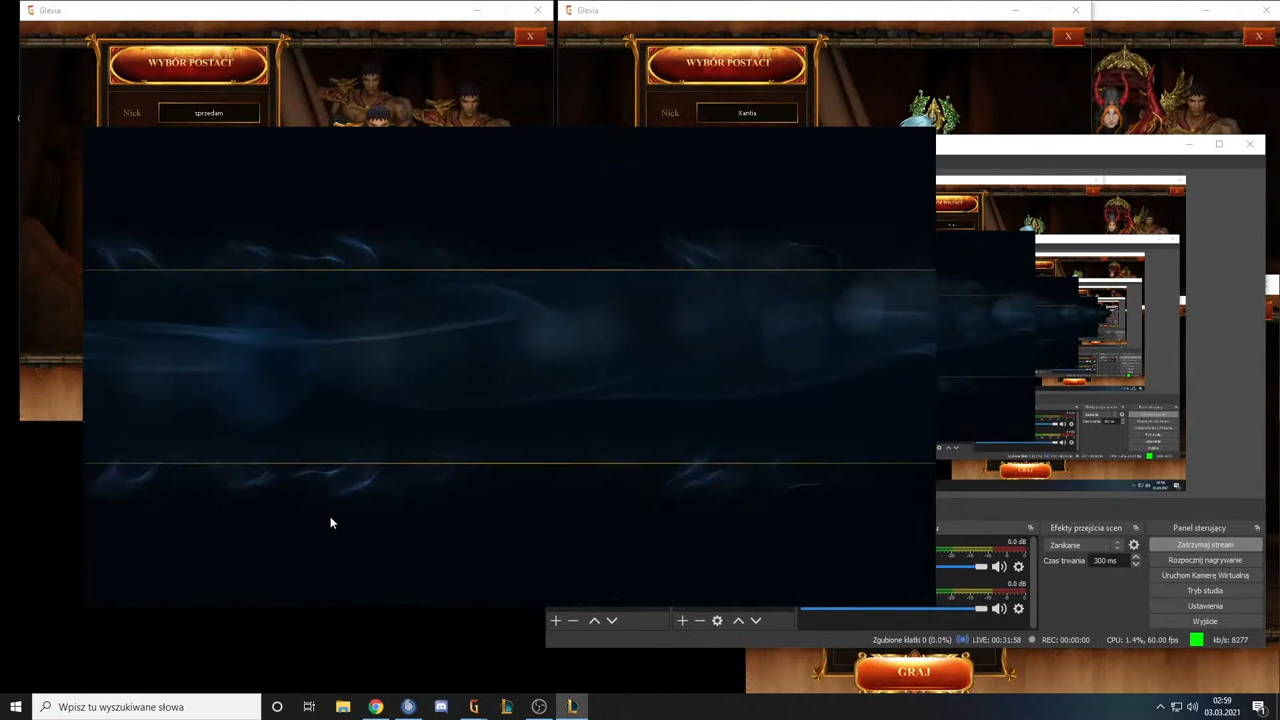 Glevia
Glevia
X
X
X
WYBÓR POSTACI
WYBÓR POSTACI
Nick
sprzedam
Nick
Xantia
GRAJ
Efekty przejścia scen
Panel sterujący
0.0 dB
Zanikanie
Zatrzymaj stream
Czas trwania
300 ms
Rozpocznij nagrywanie
Uruchom Kamerę Wirtualną
0.0 dB
Tryb studia
Ustawienia
Wyjście
Zgubione klatki 0 (0.0%)
LIVE: 00:31:58
REC: 00:00:00
CPU: 1.4%, 60.00 fps
kb/s: 8277
GRAJ
Wpisz tu wyszukiwane słowa
02:59
03.03.2021